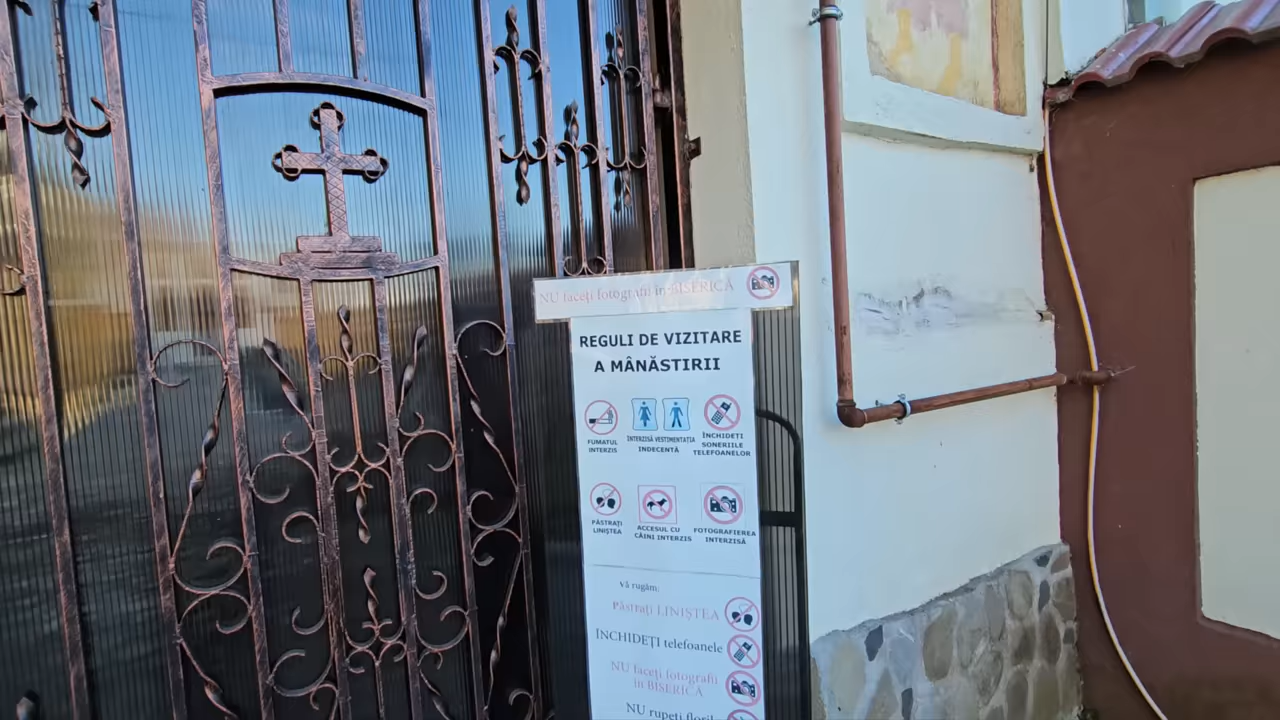 NU faceți fotografii în BISERICĂ
REGULI DE VIZITARE
A MÂNĂSTIRII
FUMATUL
INTERZIS
INTERZISĂ VESTIMENTAȚIA
INDECENTĂ
ÎNCHIDEȚI
SONERIILE
TELEFOANELOR
PĂSTRAȚI
LINIȘTEA
ACCESUL CU
CÂINI INTERZIS
FOTOGRAFIEREA
INTERZISĂ
Vă rugăm:
Păstrați LINIȘTEA
ÎNCHIDEȚI telefoanele
NU faceți fotografii
în BISERICĂ
NU rupeți